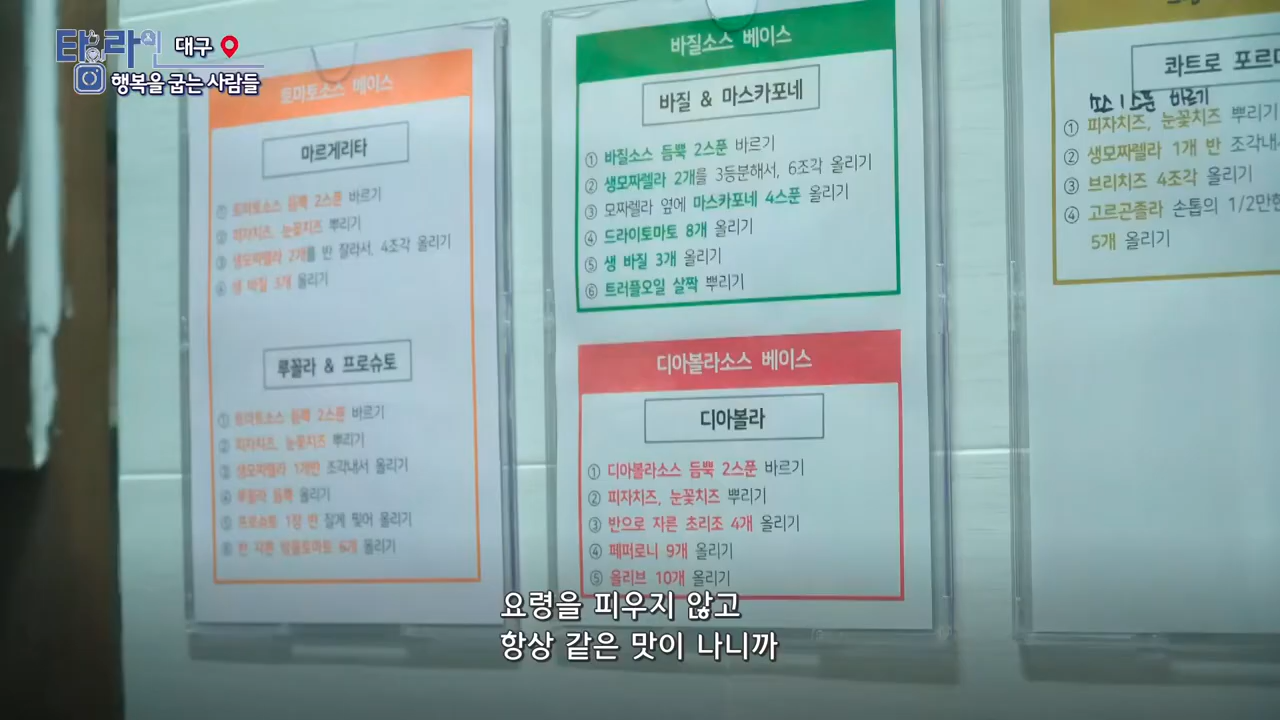 탐라인 대구
행복을 굽는 사람들
토마토소스 베이스
마르게리타
① 토마토소스 듬뿍 2스푼 바르기
② 피자치즈, 눈꽃치즈 뿌리기
③ 생모짜렐라 2개를 반 잘라서, 4조각 올리기
④ 생 바질 3개 올리기
루꼴라 & 프로슈토
① 토마토소스 듬뿍 2스푼 바르기
② 피자치즈, 눈꽃치즈 뿌리기
③ 생모짜렐라 1개반 조각내서 올리기
④ 루꼴라 듬뿍 올리기
⑤ 프로슈토 1장 반 잘게 찢어 올리기
⑥ 반 자른 방울토마토 6개 올리기
바질소스 베이스
바질 & 마스카포네
① 바질소스 듬뿍 2스푼 바르기
② 생모짜렐라 2개를 3등분해서, 6조각 올리기
③ 모짜렐라 옆에 마스카포네 4스푼 올리기
④ 드라이토마토 8개 올리기
⑤ 생 바질 3개 올리기
⑥ 트러플오일 살짝 뿌리기
디아볼라소스 베이스
디아볼라
① 디아볼라소스 듬뿍 2스푼 바르기
② 피자치즈, 눈꽃치즈 뿌리기
③ 반으로 자른 초리조 4개 올리기
④ 페퍼로니 9개 올리기
⑤ 올리브 10개 올리기
콰트로 포르
1스푼 바르기
① 피자치즈, 눈꽃치즈 뿌리기
② 생모짜렐라 1개 반 조각내
③ 브리치즈 4조각 올리기
④ 고르곤졸라 손톱의 1/2만한
5개 올리기
요령을 피우지 않고
항상 같은 맛이 나니까